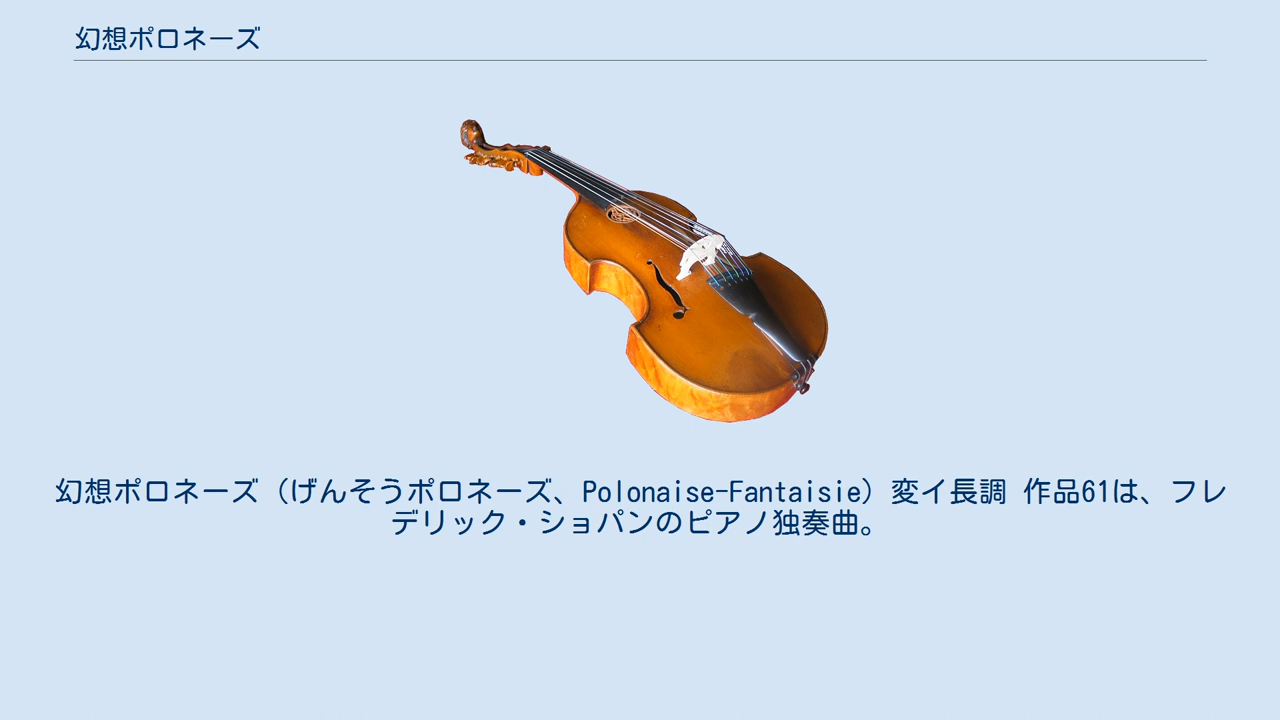 幻想ポロネーズ
幻想ポロネーズ（げんそうポロネーズ、Polonaise-Fantaisie）変イ長調 作品61は、フレ
デリック・ショパンのピアノ独奏曲。